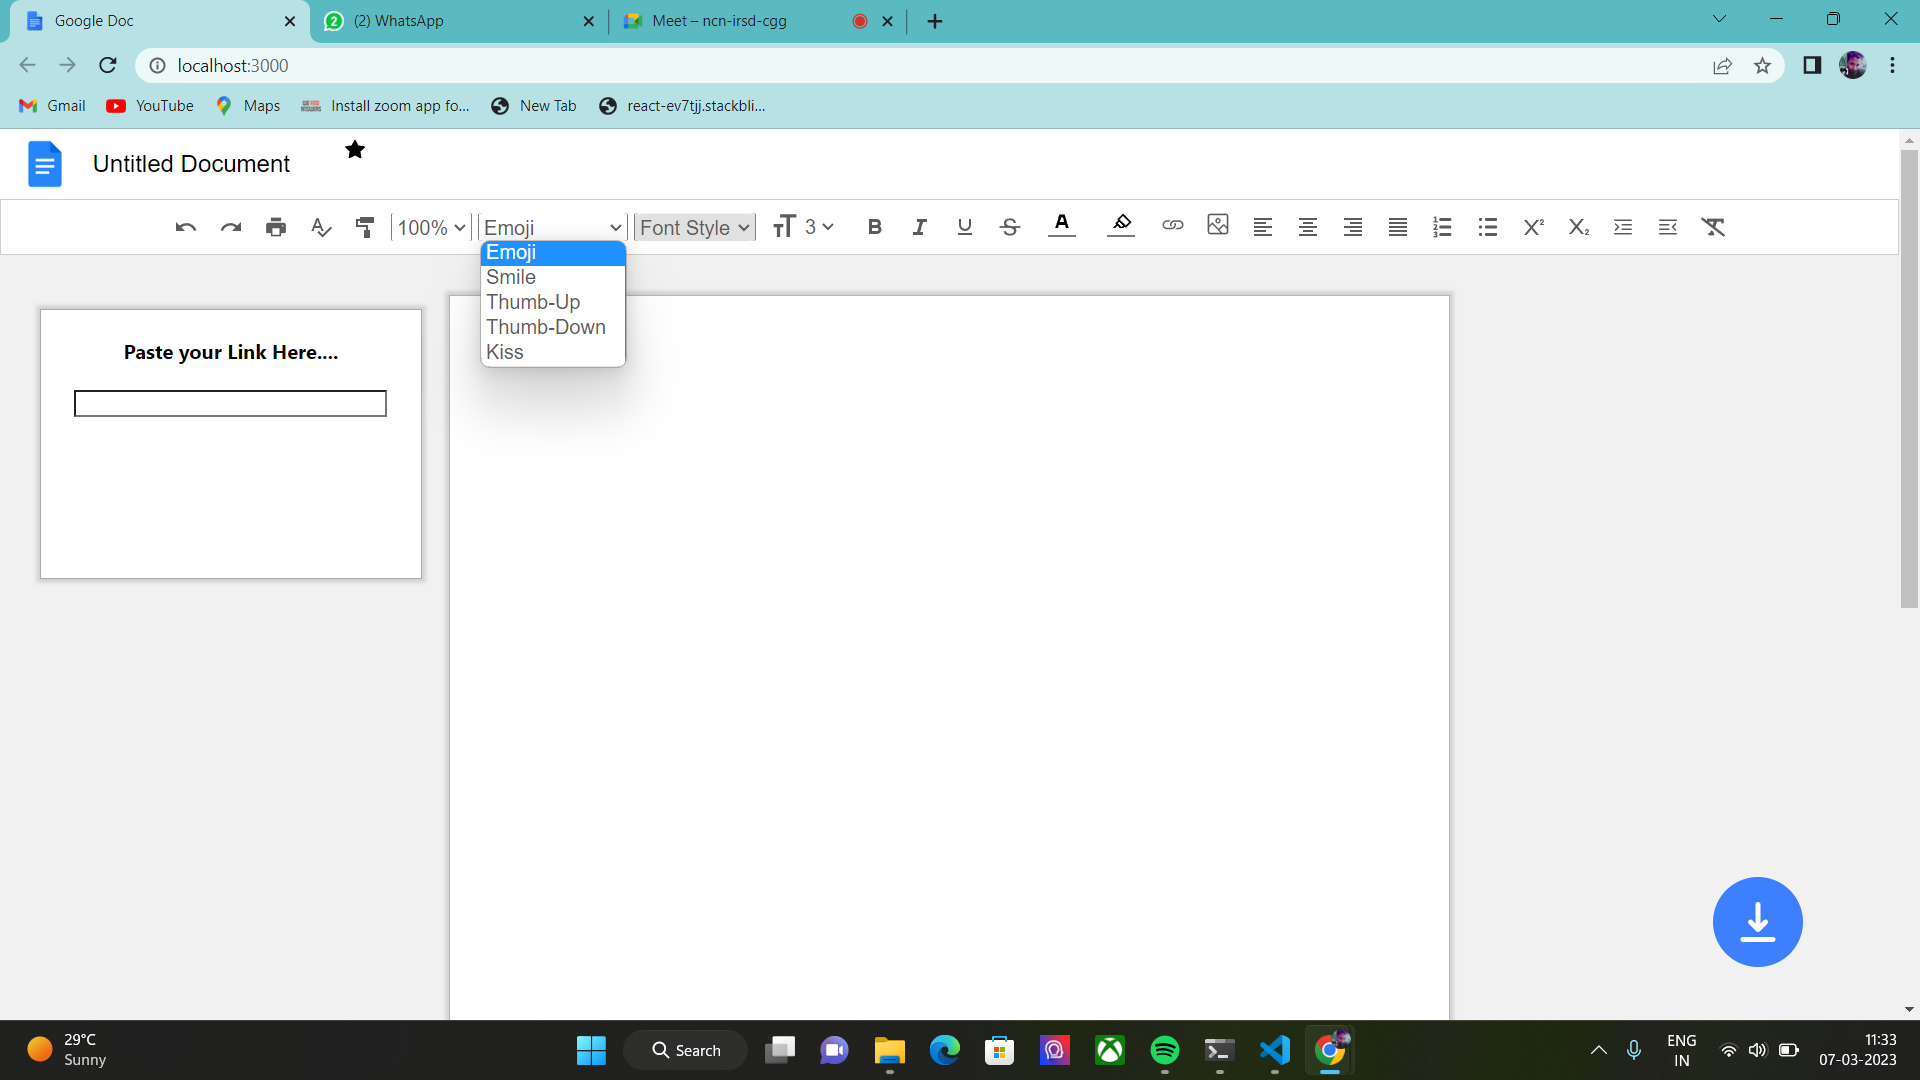 Google Doc
2
(2) WhatsApp
Meet – ncn-irsd-cgg
localhost:3000
Gmail
YouTube
Maps
Install zoom app fo...
New Tab
react-ev7tjj.stackbli...
Untitled Document
100%
Emoji
Font Style
3
B
I
U
S
A
Emoji
Smile
Thumb-Up
Thumb-Down
Kiss
Paste your Link Here....
29°C
Sunny
Search
ENG
IN
11:33
07-03-2023